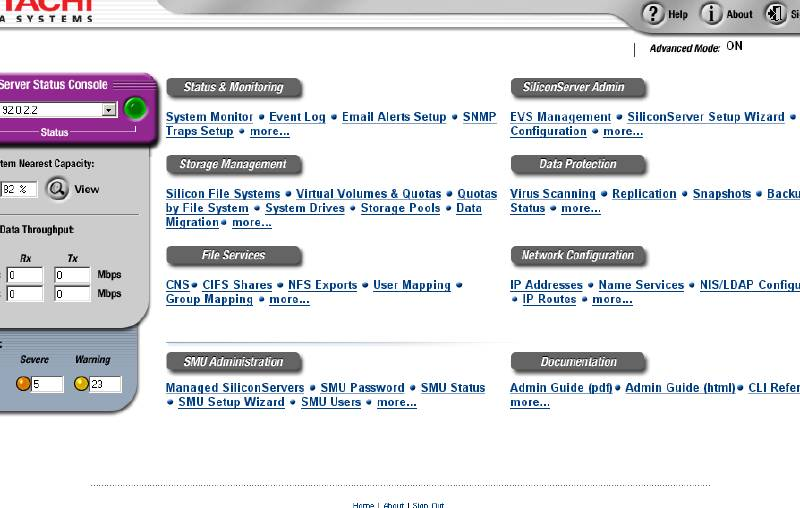 HITACHI
DATA SYSTEMS
Help About Si
Advanced Mode: ON
Server Status Console
92.0.2.2
Status
tem Nearest Capacity:
82 % View
Data Throughput:
Rx Tx
0 0 Mbps
0 0 Mbps
Severe Warning
5 23
Status & Monitoring
System Monitor • Event Log • Email Alerts Setup • SNMP
Traps Setup • more...
SiliconServer Admin
EVS Management • SiliconServer Setup Wizard •
Configuration • more...
Storage Management
Silicon File Systems • Virtual Volumes & Quotas • Quotas
by File System • System Drives • Storage Pools • Data
Migration • more...
Data Protection
Virus Scanning • Replication • Snapshots • Backu
Status • more...
File Services
CNS • CIFS Shares • NFS Exports • User Mapping •
Group Mapping • more...
Network Configuration
IP Addresses • Name Services • NIS/LDAP Configu
• IP Routes • more...
SMU Administration
Managed SiliconServers • SMU Password • SMU Status
• SMU Setup Wizard • SMU Users • more...
Documentation
Admin Guide (pdf) • Admin Guide (html) • CLI Refer
more...
Home | About | Sign Out